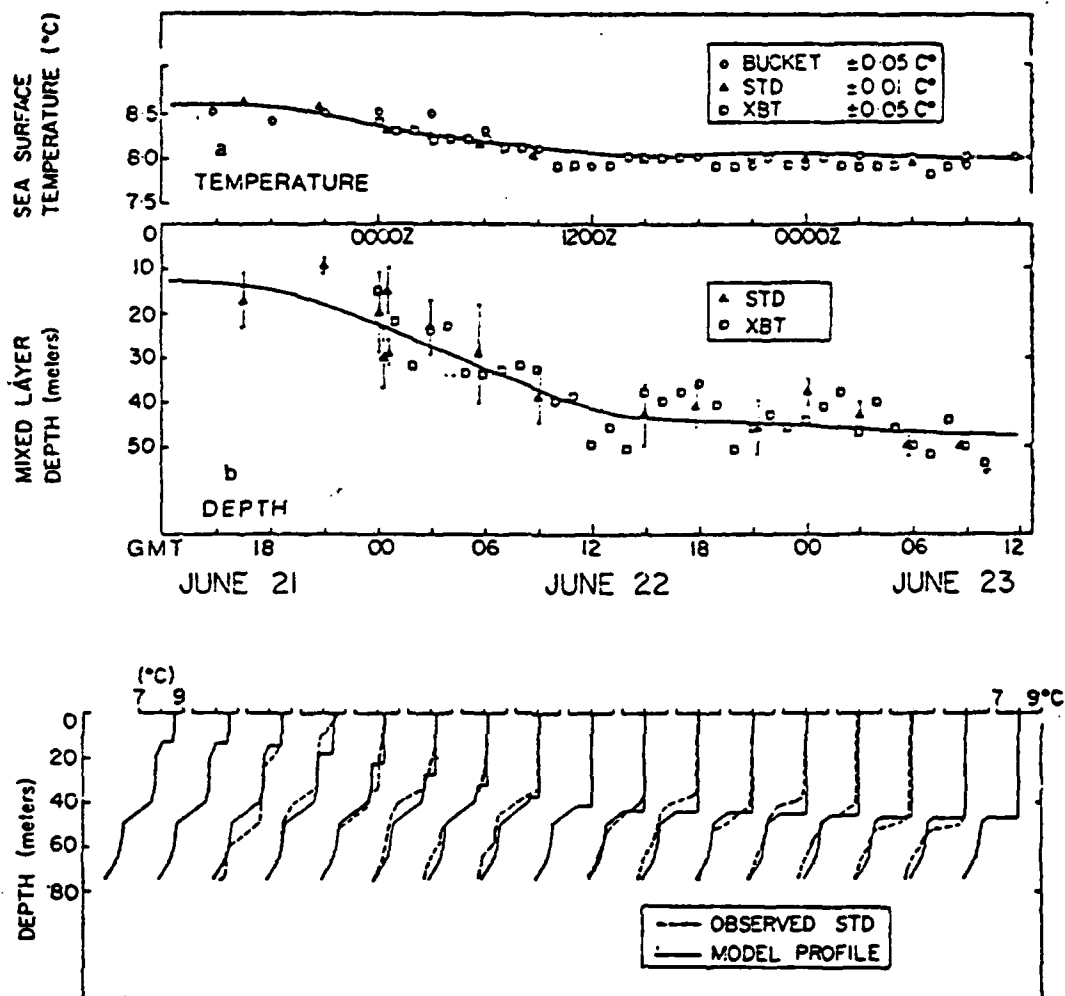 SEA SURFACE
TEMPERATURE (°C)
8.5
8.0
7.5
○ BUCKET ±0.05 C°
▲ STD ±0.01 C°
□ XBT ±0.05 C°
a
TEMPERATURE
MIXED LAYER
DEPTH (meters)
0
10
20
30
40
50
0000Z
1200Z
0000Z
▲ STD
□ XBT
b
DEPTH
GMT
18
00
06
12
18
00
06
12
JUNE 21
JUNE 22
JUNE 23
(°C)
7 9
7 9°C
DEPTH (meters)
0
20
40
60
80
OBSERVED STD
MODEL PROFILE